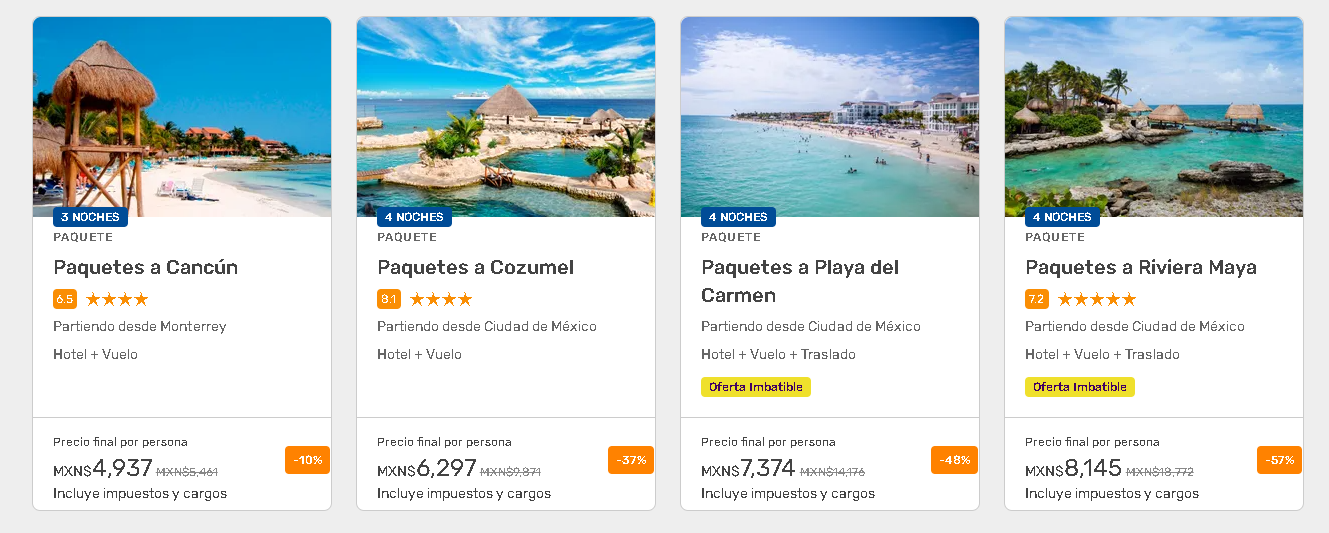 3 NOCHES
PAQUETE
Paquetes a Cancún
6.5
Partiendo desde Monterrey
Hotel + Vuelo
Precio final por persona
MXN$4,937 MXN$5,461
-10%
Incluye impuestos y cargos
4 NOCHES
PAQUETE
Paquetes a Cozumel
8.1
Partiendo desde Ciudad de México
Hotel + Vuelo
Precio final por persona
MXN$6,297 MXN$9,871
-37%
Incluye impuestos y cargos
4 NOCHES
PAQUETE
Paquetes a Playa del
Carmen
Partiendo desde Ciudad de México
Hotel + Vuelo + Traslado
Oferta Imbatible
Precio final por persona
MXN$7,374 MXN$14,176
-48%
Incluye impuestos y cargos
4 NOCHES
PAQUETE
Paquetes a Riviera Maya
7.2
Partiendo desde Ciudad de México
Hotel + Vuelo + Traslado
Oferta Imbatible
Precio final por persona
MXN$8,145 MXN$18,772
-57%
Incluye impuestos y cargos